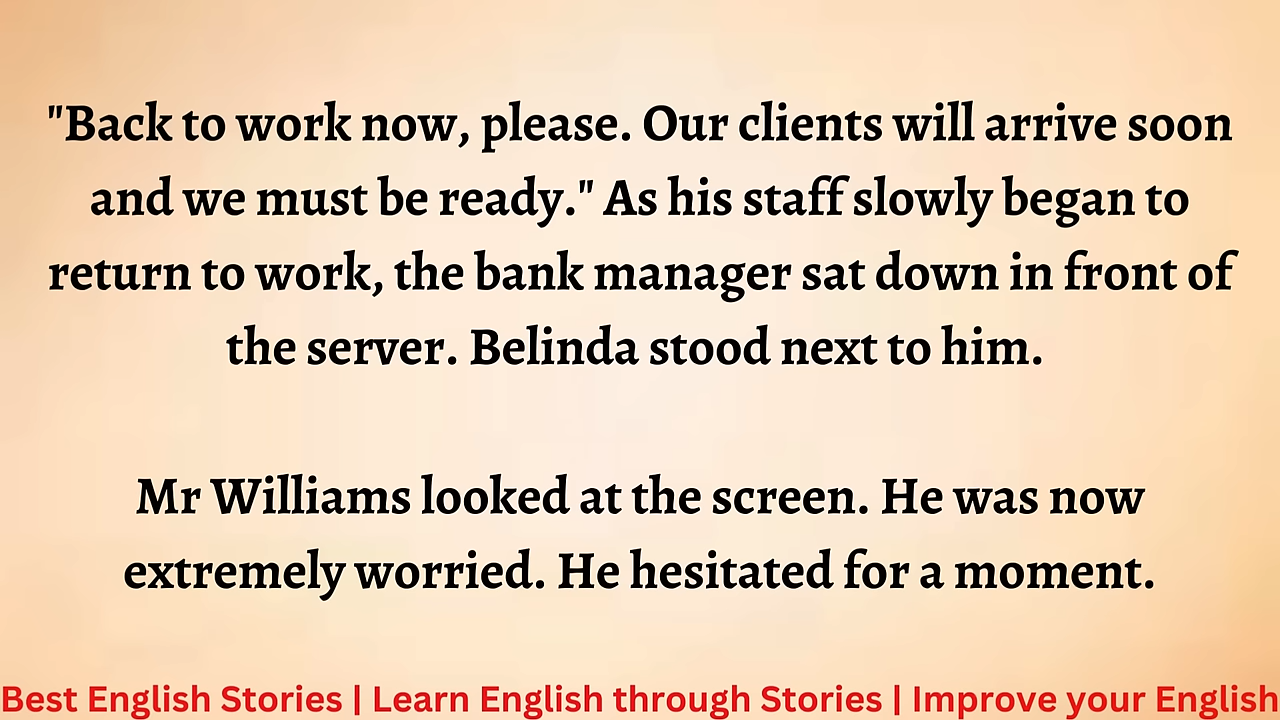 "Back to work now, please. Our clients will arrive soon
and we must be ready." As his staff slowly began to
return to work, the bank manager sat down in front of
the server. Belinda stood next to him.
Mr Williams looked at the screen. He was now
extremely worried. He hesitated for a moment.
Best English Stories | Learn English through Stories | Improve your English